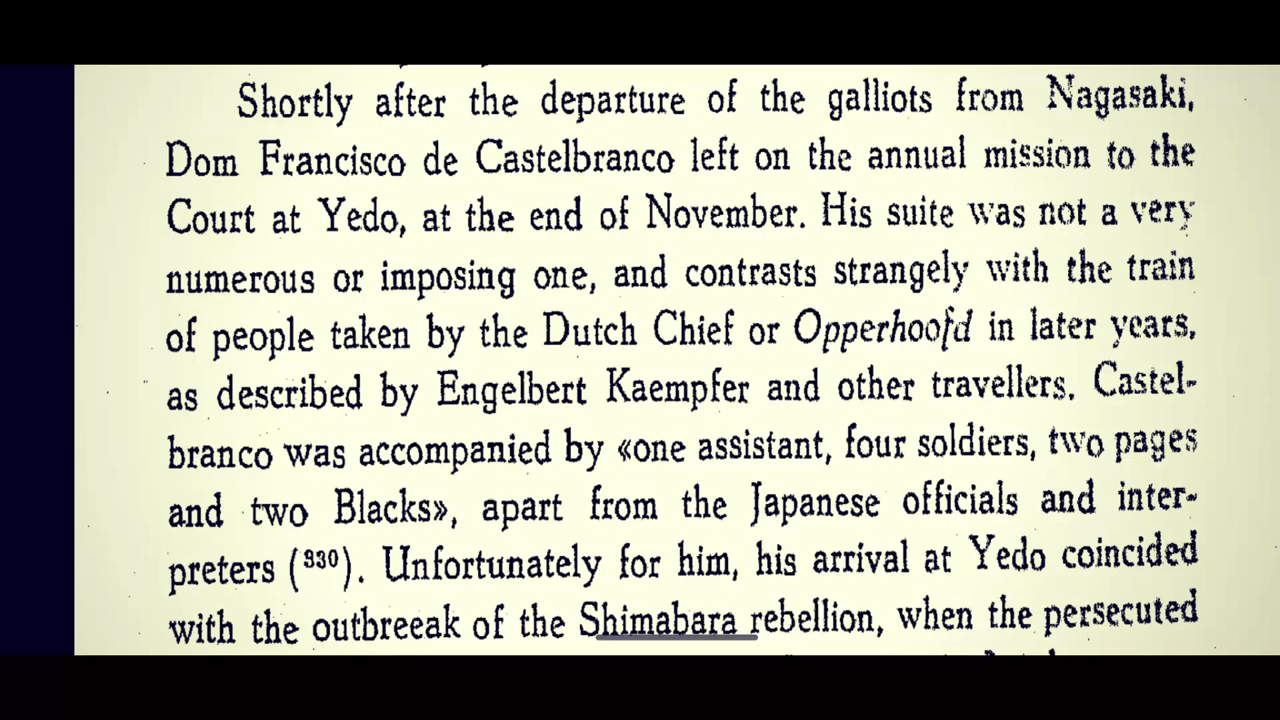 Shortly after the departure of the galliots from Nagasaki,
Dom Francisco de Castelbranco left on the annual mission to the
Court at Yedo, at the end of November. His suite was not a very
numerous or imposing one, and contrasts strangely with the train
of people taken by the Dutch Chief or Opperhoofd in later years,
as described by Engelbert Kaempfer and other travellers. Castel-
branco was accompanied by «one assistant, four soldiers, two pages
and two Blacks», apart from the Japanese officials and inter-
preters (330). Unfortunately for him, his arrival at Yedo coincided
with the outbreeak of the Shimabara rebellion, when the persecuted